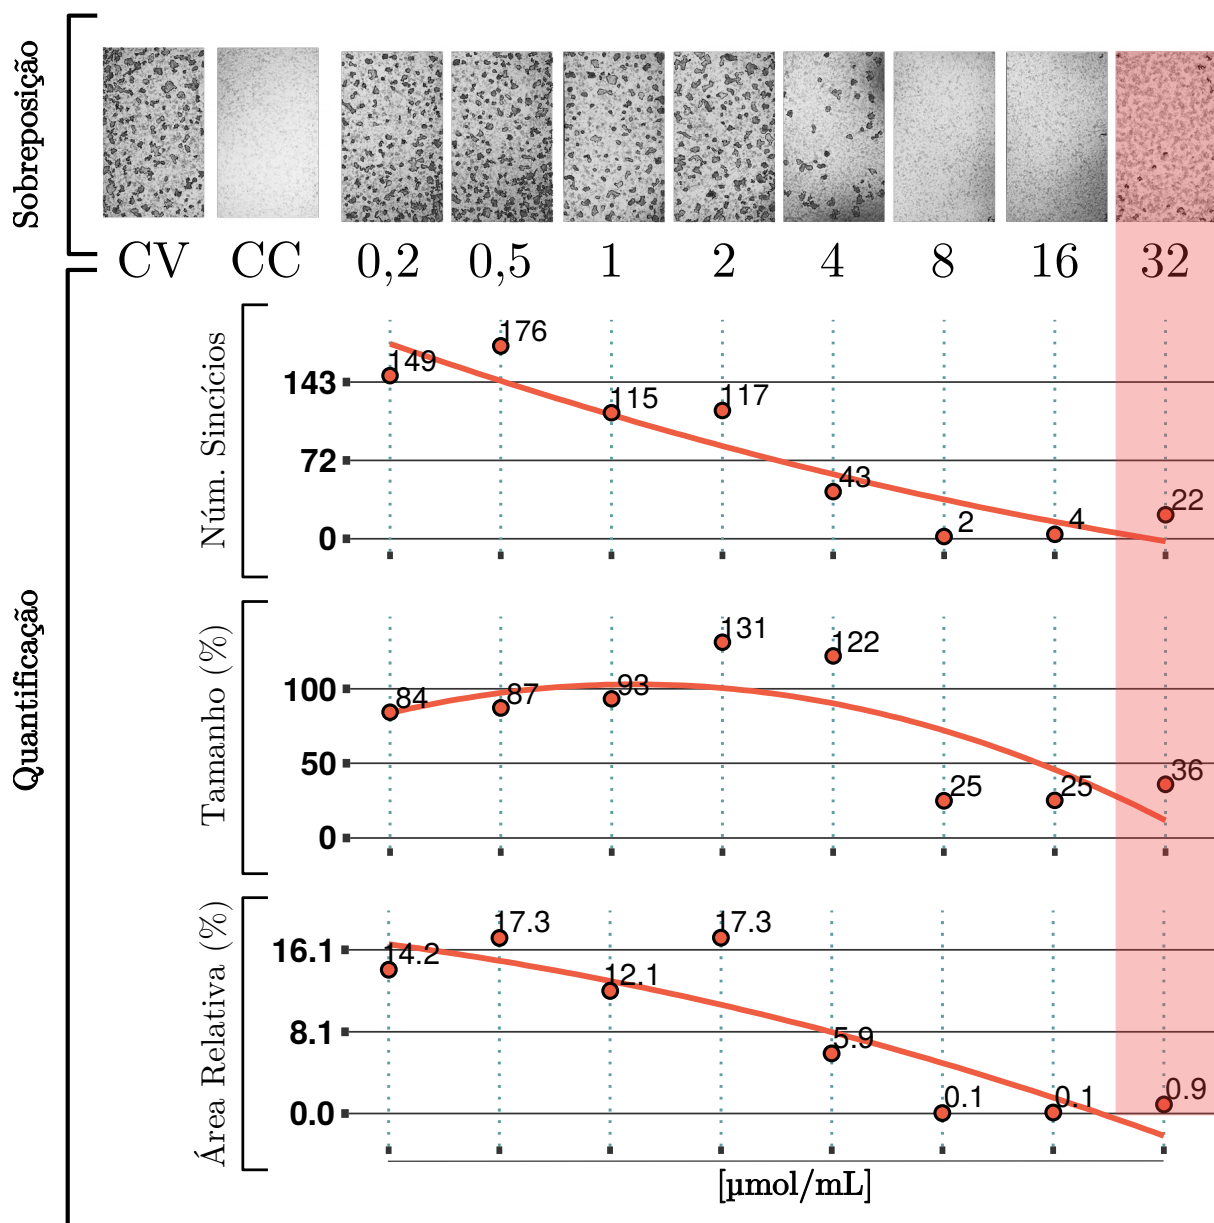 Sobreposição
CV CC 0,2 0,5 1 2 4 8 16 32
Quantificação
Núm. Sincícios
143
72
0
149 176 115 117 43 2 4 22
Tamanho (%)
100
50
0
84 87 93 131 122 25 25 36
Área Relativa (%)
16.1
8.1
0.0
14.2 17.3 12.1 17.3 5.9 0.1 0.1 0.9
[µmol/mL]